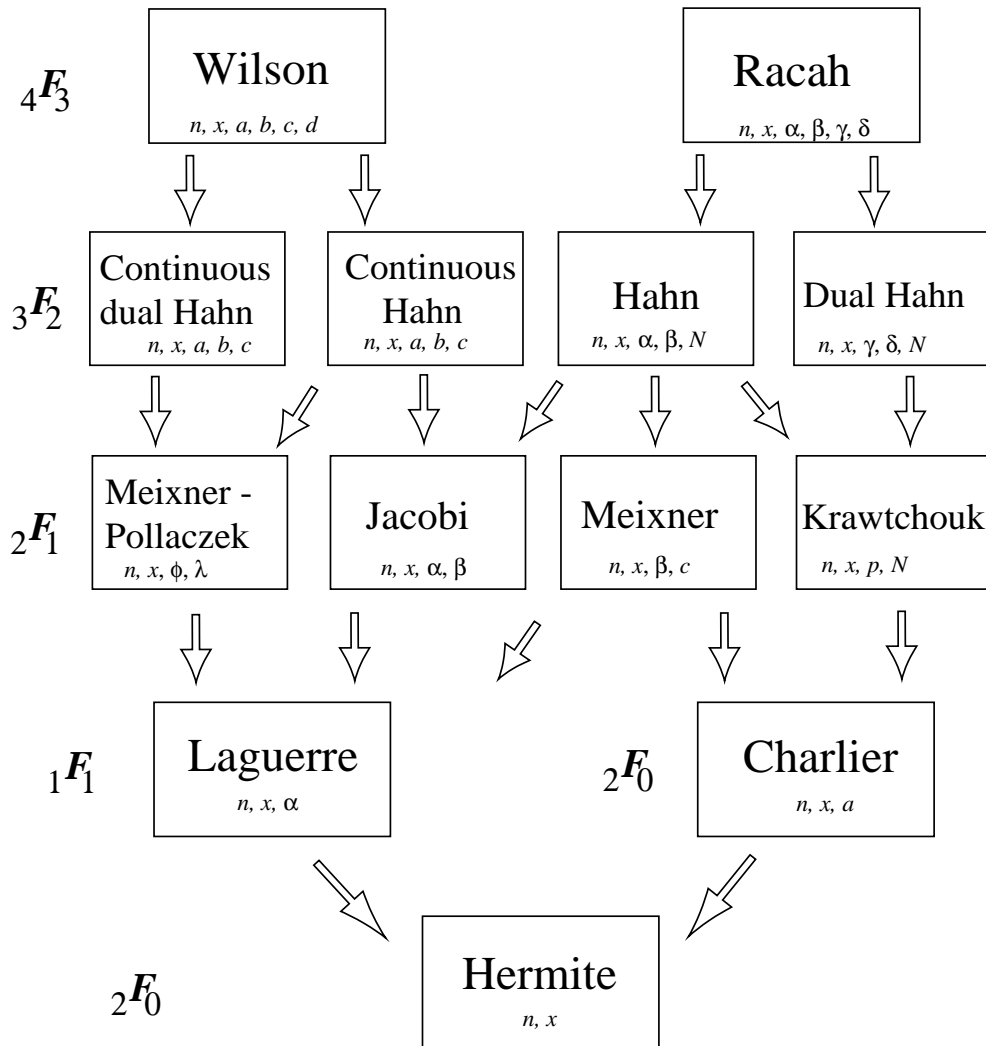 Wilson
n, x, a, b, c, d
Racah
n, x, α, β, γ, δ
4F3
Continuous
dual Hahn
n, x, a, b, c
Continuous
Hahn
n, x, a, b, c
Hahn
n, x, α, β, N
Dual Hahn
n, x, γ, δ, N
3F2
Meixner -
Pollaczek
n, x, ϕ, λ
Jacobi
n, x, α, β
Meixner
n, x, β, c
Krawtchouk
n, x, p, N
2F1
Laguerre
n, x, α
1F1
Charlier
n, x, a
2F0
Hermite
n, x
2F0